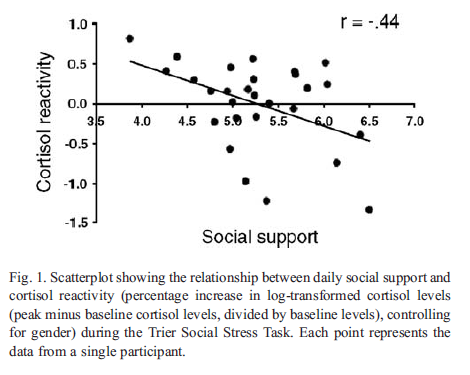 r = -.44
1.0
0.5
0.0
3.5 4.0 4.5 5.0 5.5 6.0 6.5 7.0
-0.5
-1.0
-1.5
Cortisol reactivity
Social support
Fig. 1. Scatterplot showing the relationship between daily social support and
cortisol reactivity (percentage increase in log-transformed cortisol levels
(peak minus baseline cortisol levels, divided by baseline levels), controlling
for gender) during the Trier Social Stress Task. Each point represents the
data from a single participant.